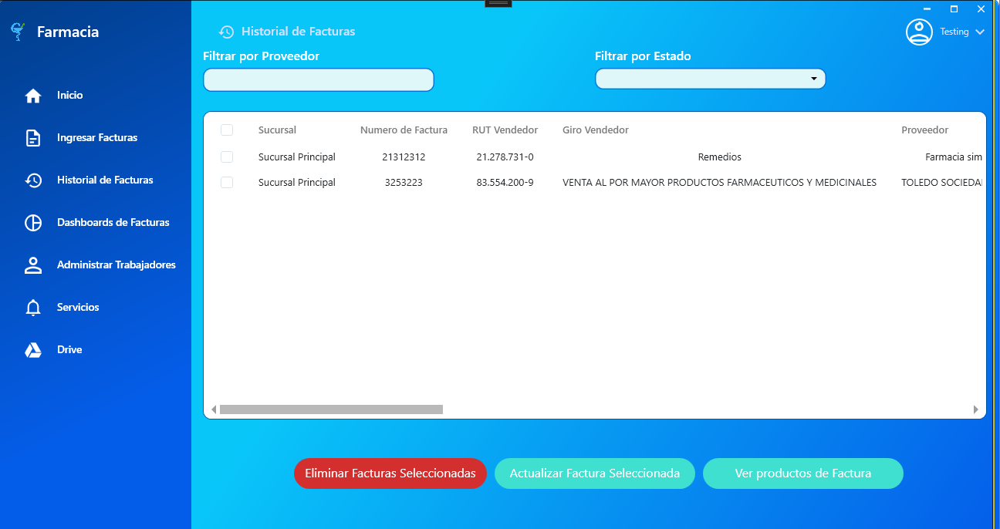 Farmacia
Inicio
Ingresar Facturas
Historial de Facturas
Dashboards de Facturas
Administrar Trabajadores
Servicios
Drive
Historial de Facturas
Testing
Filtrar por Proveedor
Filtrar por Estado
Sucursal Numero de Factura RUT Vendedor Giro Vendedor Proveedor
Sucursal Principal 21312312 21.278.731-0 Remedios Farmacia sim
Sucursal Principal 3253223 83.554.200-9 VENTA AL POR MAYOR PRODUCTOS FARMACEUTICOS Y MEDICINALES TOLEDO SOCIEDA
Eliminar Facturas Seleccionadas
Actualizar Factura Seleccionada
Ver productos de Factura